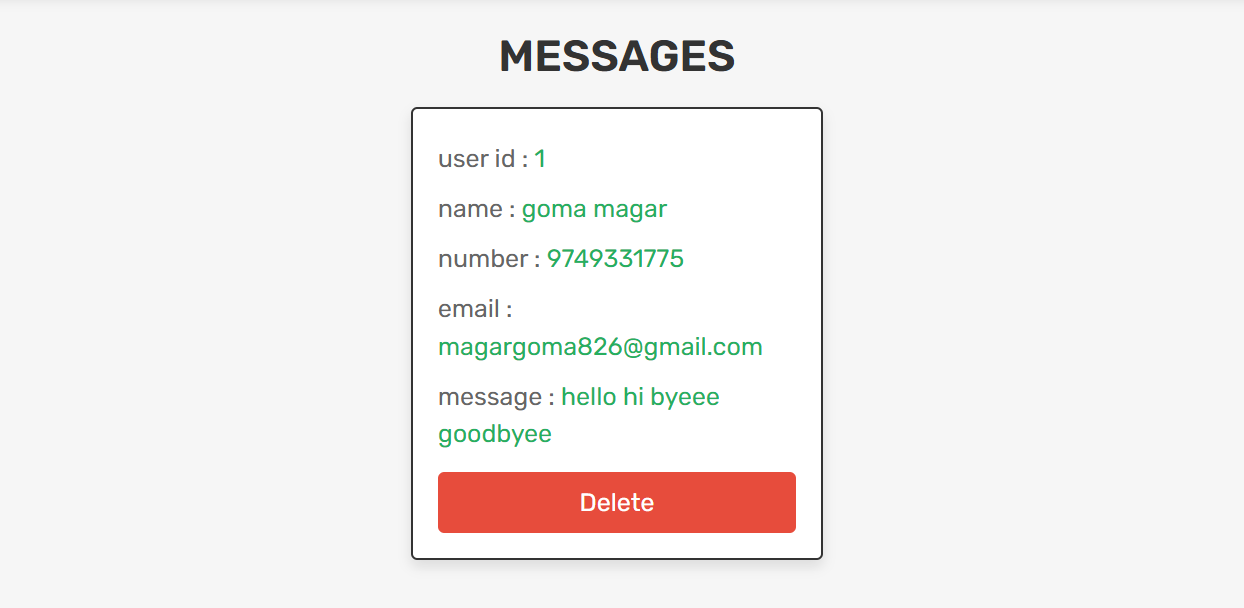 MESSAGES
user id : 1
name : goma magar
number : 9749331775
email :
magargoma826@gmail.com
message : hello hi byeee
goodbyee
Delete